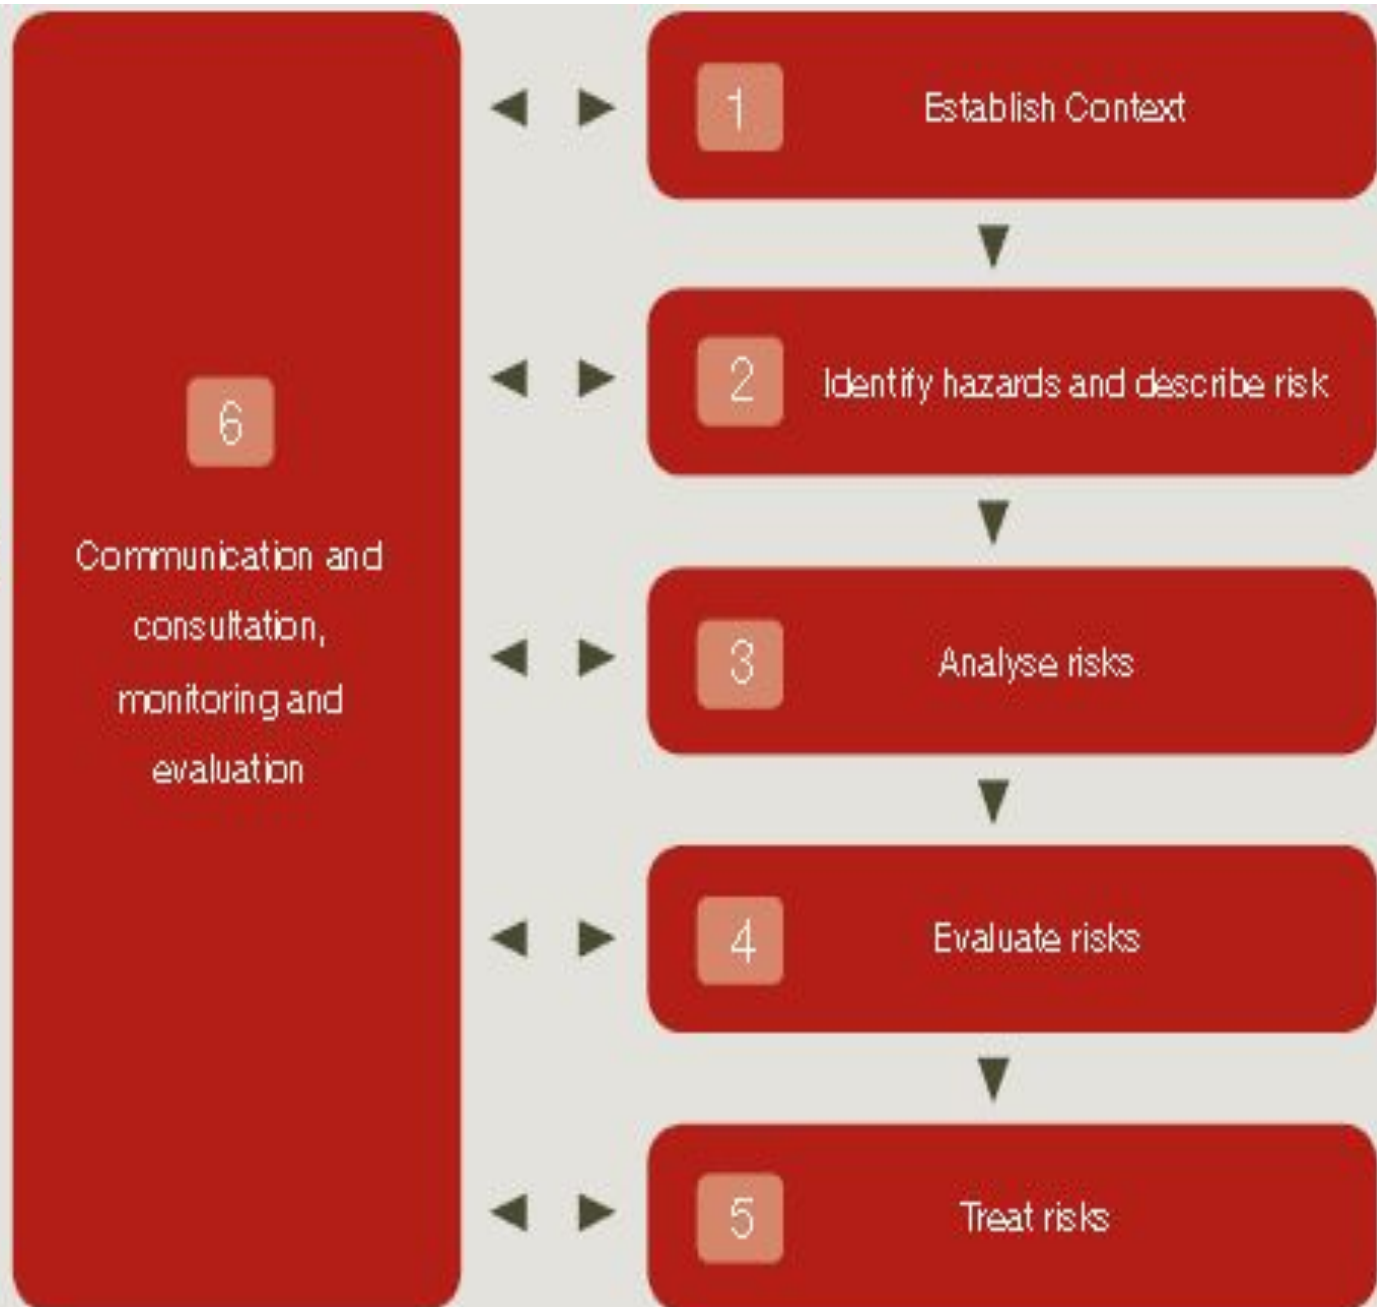 1
Establish Context
2
Identify hazards and describe risk
6
Communication and
consultation,
monitoring and
evaluation
3
Analyse risks
4
Evaluate risks
5
Treat risks